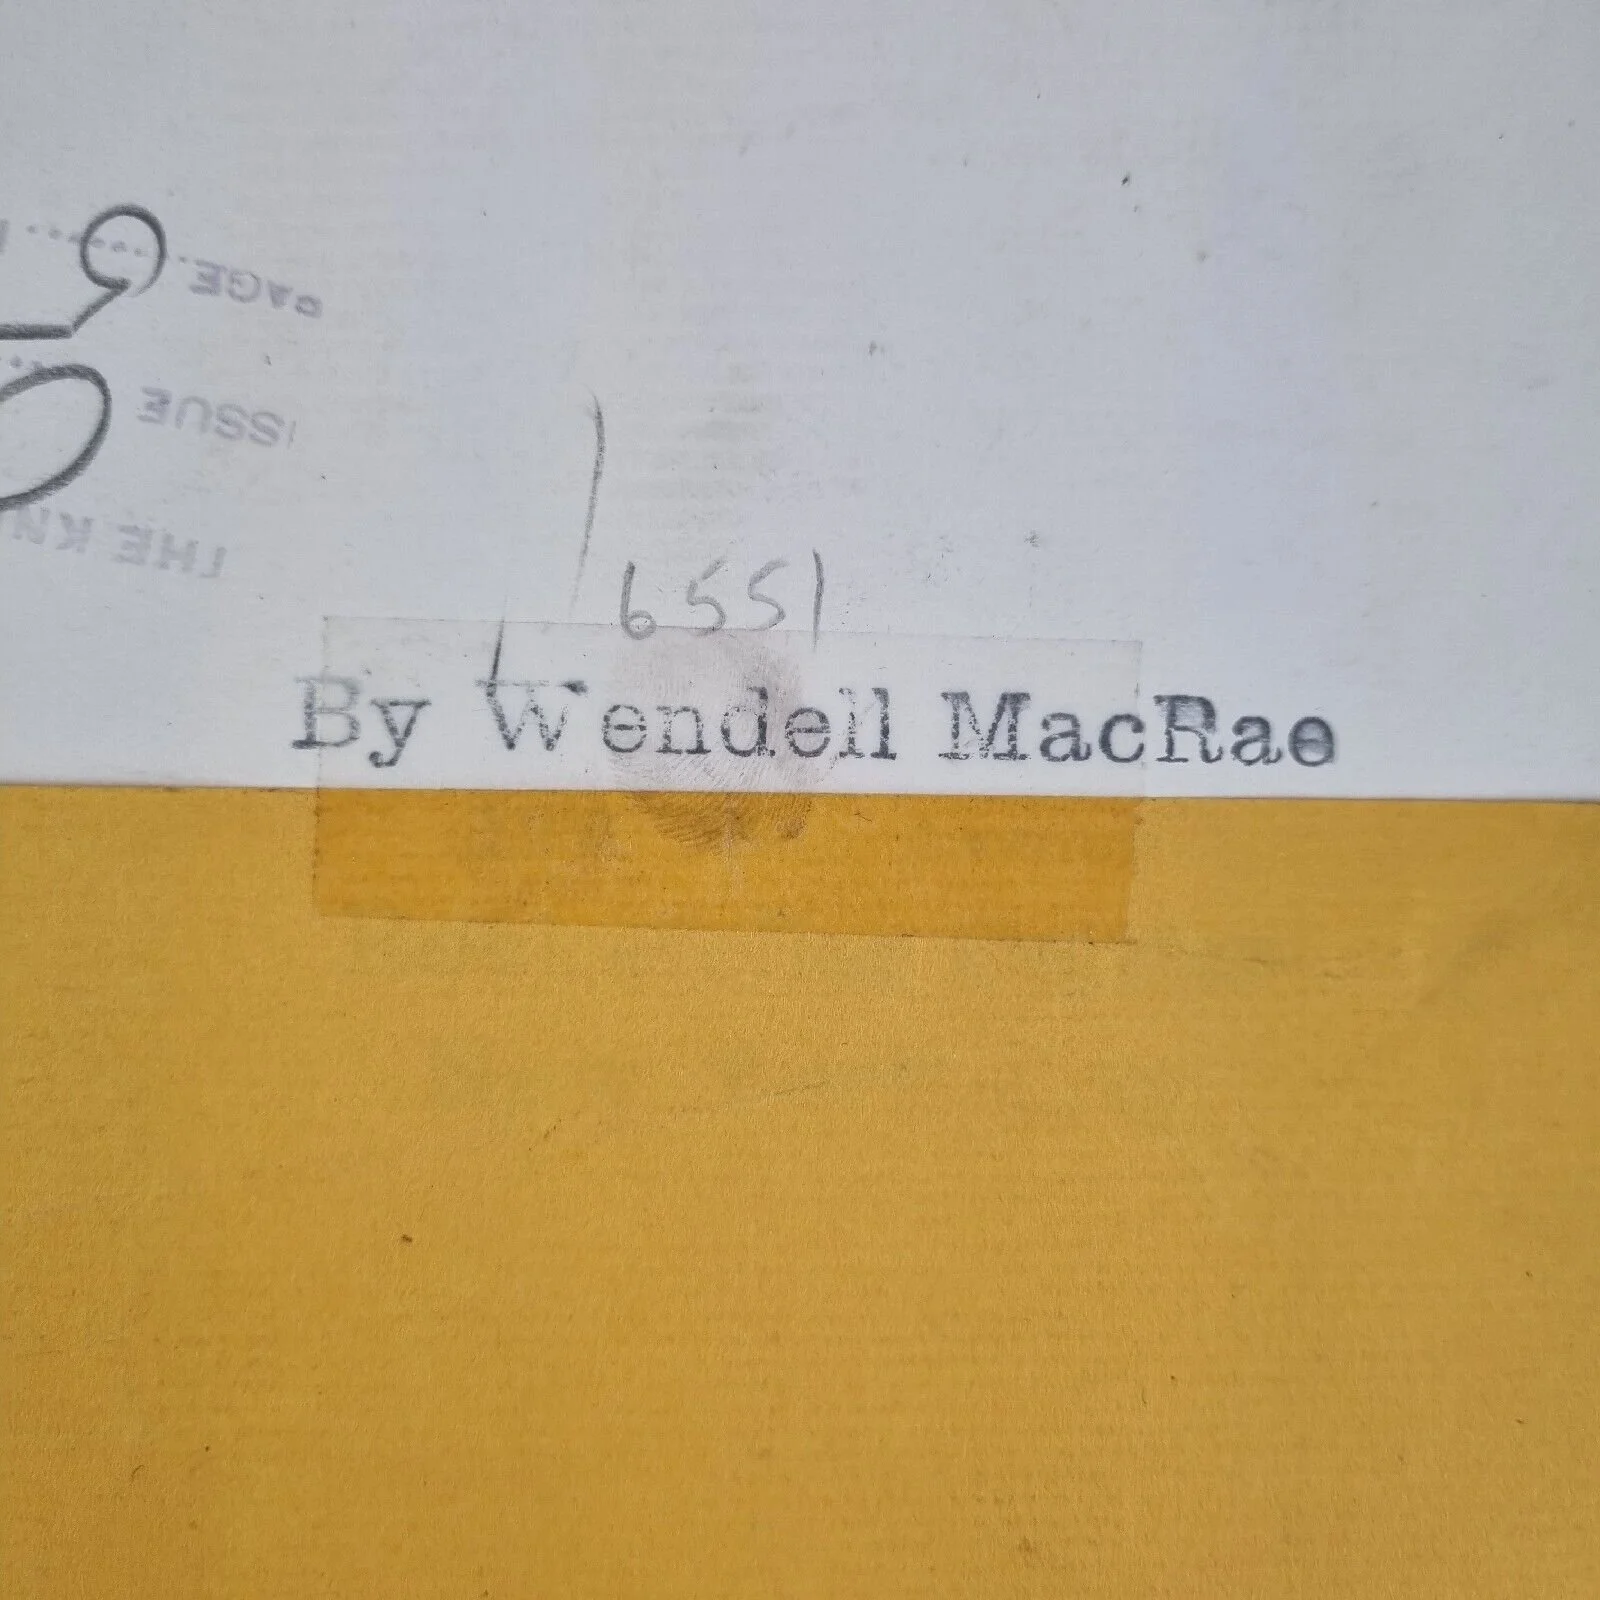 PAGE
ISSUE
THE KN
6551
By Wendell MacRae